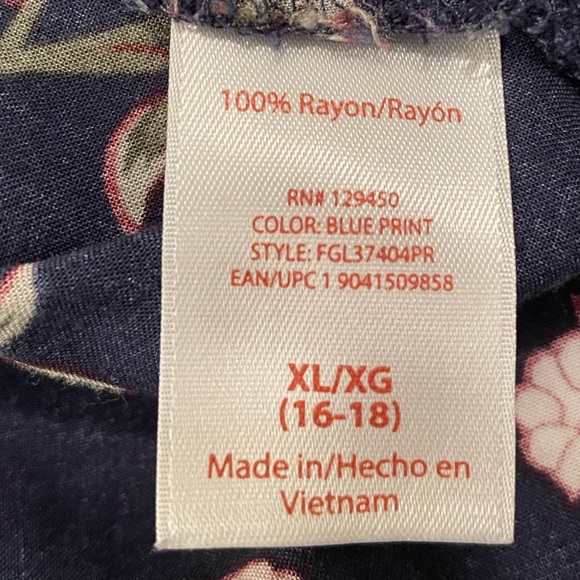 100% Rayon/Rayón
RN# 129450
COLOR: BLUE PRINT
STYLE: FGL37404PR
EAN/UPC 1 9041509858
XL/XG
(16-18)
Made in/Hecho en
Vietnam